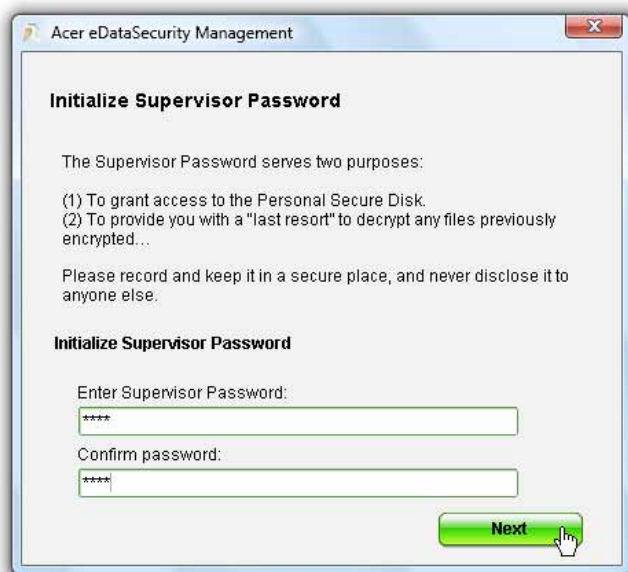 Acer eDataSecurity Management
Initialize Supervisor Password
The Supervisor Password serves two purposes:
(1) To grant access to the Personal Secure Disk.
(2) To provide you with a "last resort" to decrypt any files previously
encrypted...
Please record and keep it in a secure place, and never disclose it to
anyone else.
Initialize Supervisor Password
Enter Supervisor Password:
****
Confirm password:
****
Next